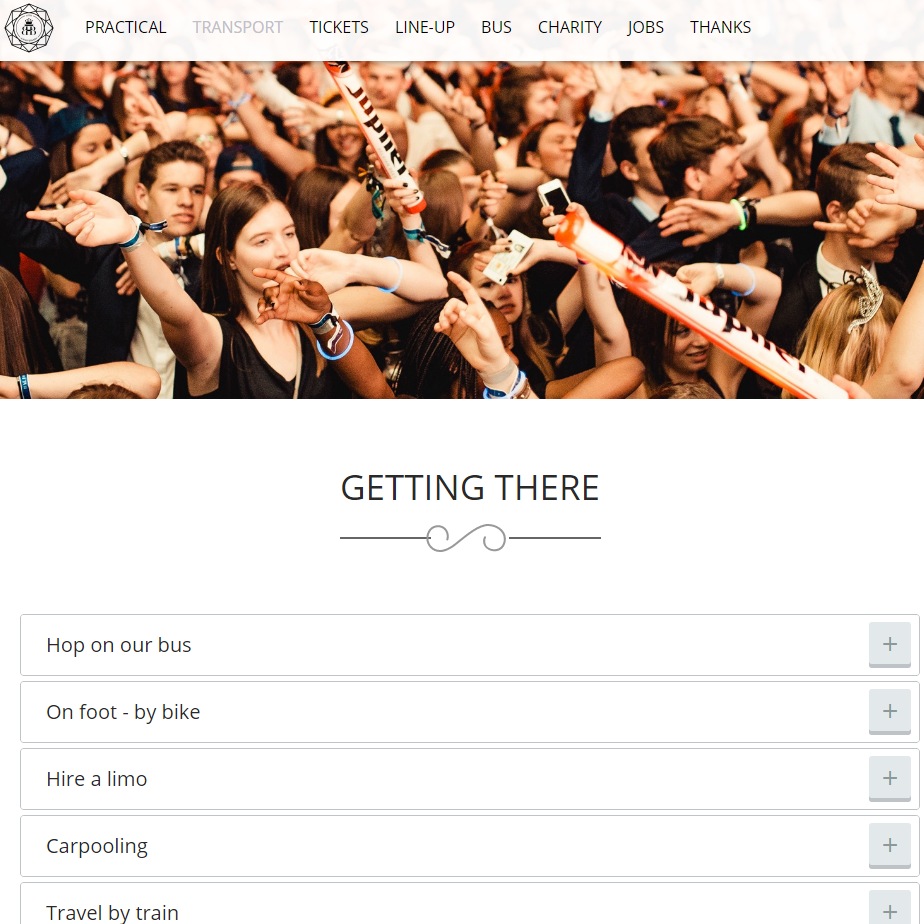 PRACTICAL TRANSPORT TICKETS LINE-UP BUS CHARITY JOBS THANKS
Jupiler
Jupiler
GETTING THERE
Hop on our bus
On foot - by bike
Hire a limo
Carpooling
Travel by train